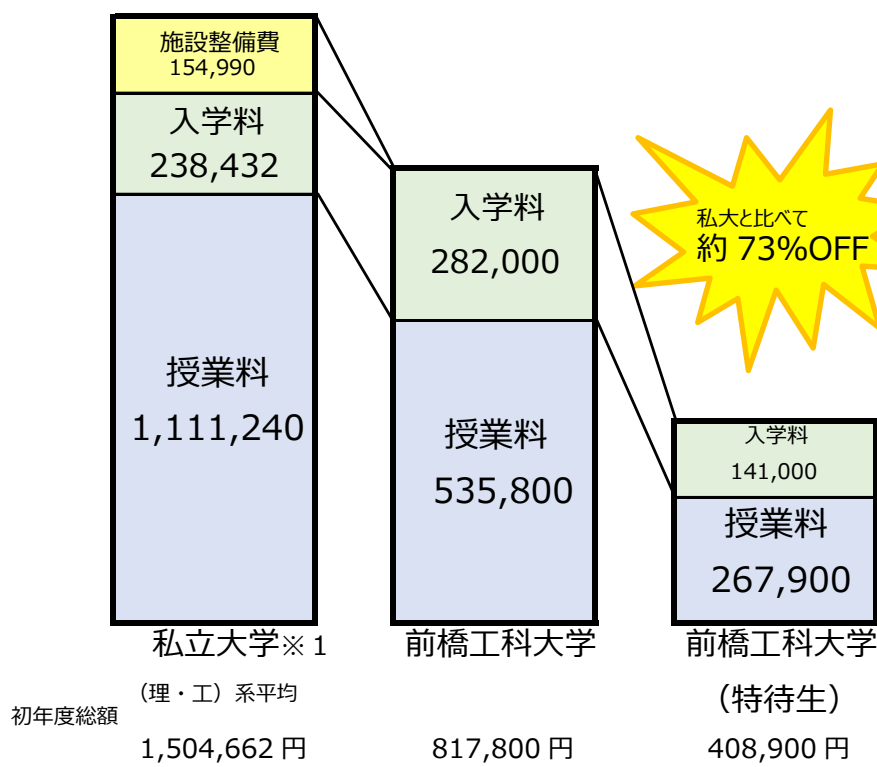 施設整備費
154,990
入学料
238,432
授業料
1,111,240
私立大学※１
（理・工）系平均
入学料
282,000
授業料
535,800
前橋工科大学
私大と比べて
約 73%OFF
入学料
141,000
授業料
267,900
前橋工科大学
（特待生）
初年度総額
1,504,662 円
817,800 円
408,900 円